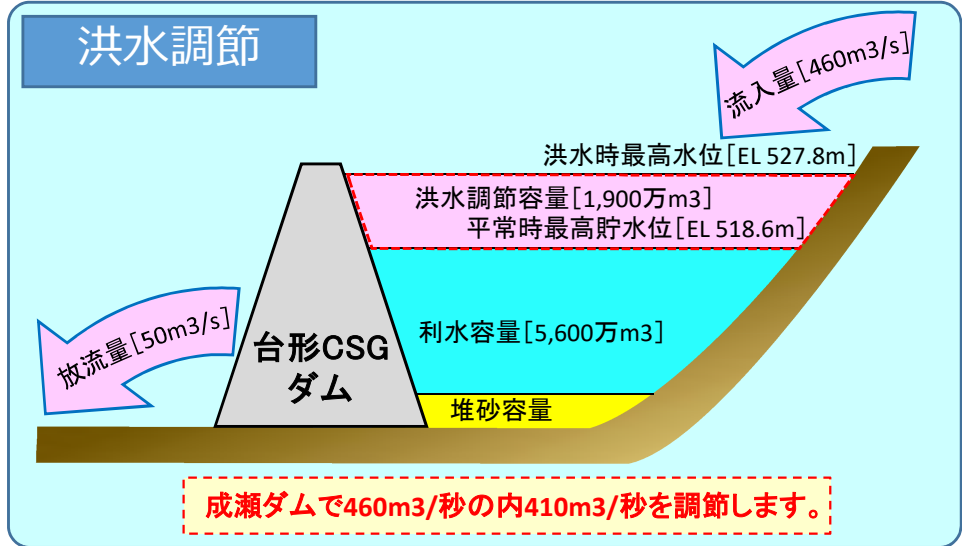 洪水調節
流入量[460m3/s]
洪水時最高水位[EL 527.8m]
洪水調節容量[1,900万m3]
平常時最高貯水位[EL 518.6m]
放流量[50m3/s]
台形CSG
ダム
利水容量[5,600万m3]
堆砂容量
成瀬ダムで460m3/秒の内410m3/秒を調節します。